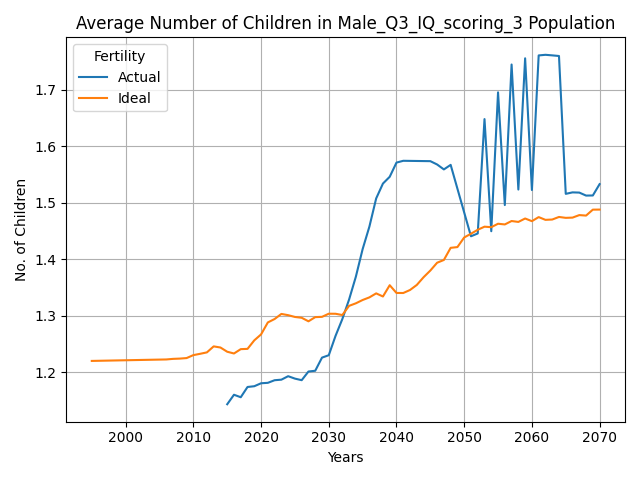 Average Number of Children in Male_Q3_IQ_scoring_3 Population
Fertility
Actual
Ideal
No. of Children
1.7
1.6
1.5
1.4
1.3
1.2
2000 2010 2020 2030 2040 2050 2060 2070
Years